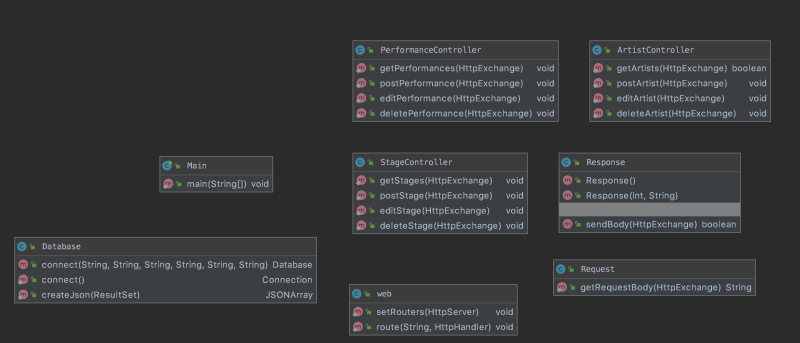 PerformanceController
getPerformances(HttpExchange) void
postPerformance(HttpExchange) void
editPerformance(HttpExchange) void
deletePerformance(HttpExchange) void
ArtistController
getArtists(HttpExchange) boolean
postArtist(HttpExchange) void
editArtist(HttpExchange) void
deleteArtist(HttpExchange) void
Main
main(String[]) void
StageController
getStages(HttpExchange) void
postStage(HttpExchange) void
editStage(HttpExchange) void
deleteStage(HttpExchange) void
Response
Response()
Response(int, String)
sendBody(HttpExchange) boolean
Database
connect(String, String, String, String, String, String) Database
connect() Connection
createJson(ResultSet) JSONArray
Request
getRequestBody(HttpExchange) String
web
setRouters(HttpServer) void
route(String, HttpHandler) void